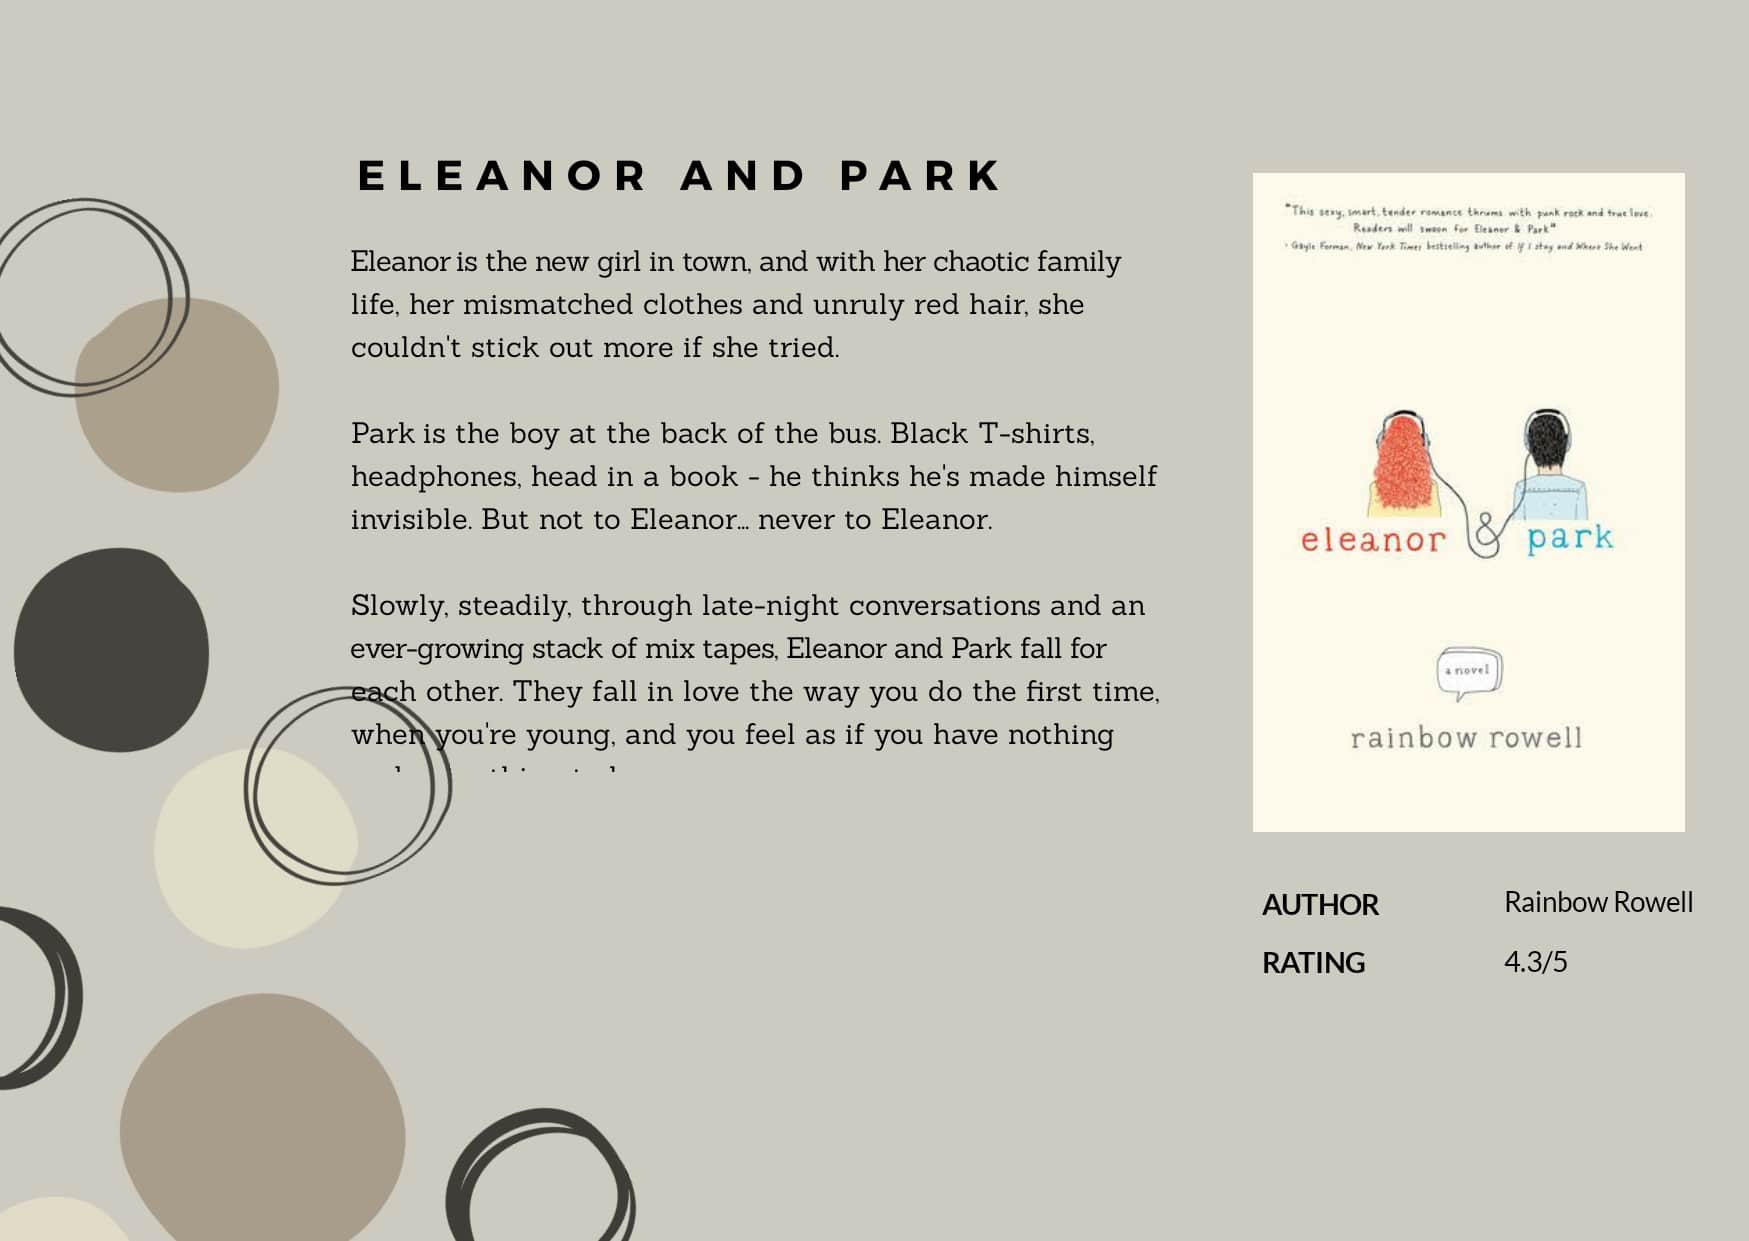 ELEANOR AND PARK
Eleanor is the new girl in town, and with her chaotic family
life, her mismatched clothes and unruly red hair, she
couldn't stick out more if she tried.
Park is the boy at the back of the bus. Black T-shirts,
headphones, head in a book - he thinks he's made himself
invisible. But not to Eleanor... never to Eleanor.
Slowly, steadily, through late-night conversations and an
ever-growing stack of mix tapes, Eleanor and Park fall for
each other. They fall in love the way you do the first time,
when you're young, and you feel as if you have nothing
"This sexy, smart, tender romance thrums with punk rock and true love.
Readers will swoon for Eleanor & Park"
- Gayle Forman, New York Times bestselling author of If I stay and Where She Went
eleanor & park
a novel
rainbow rowell
AUTHOR Rainbow Rowell
RATING 4.3/5